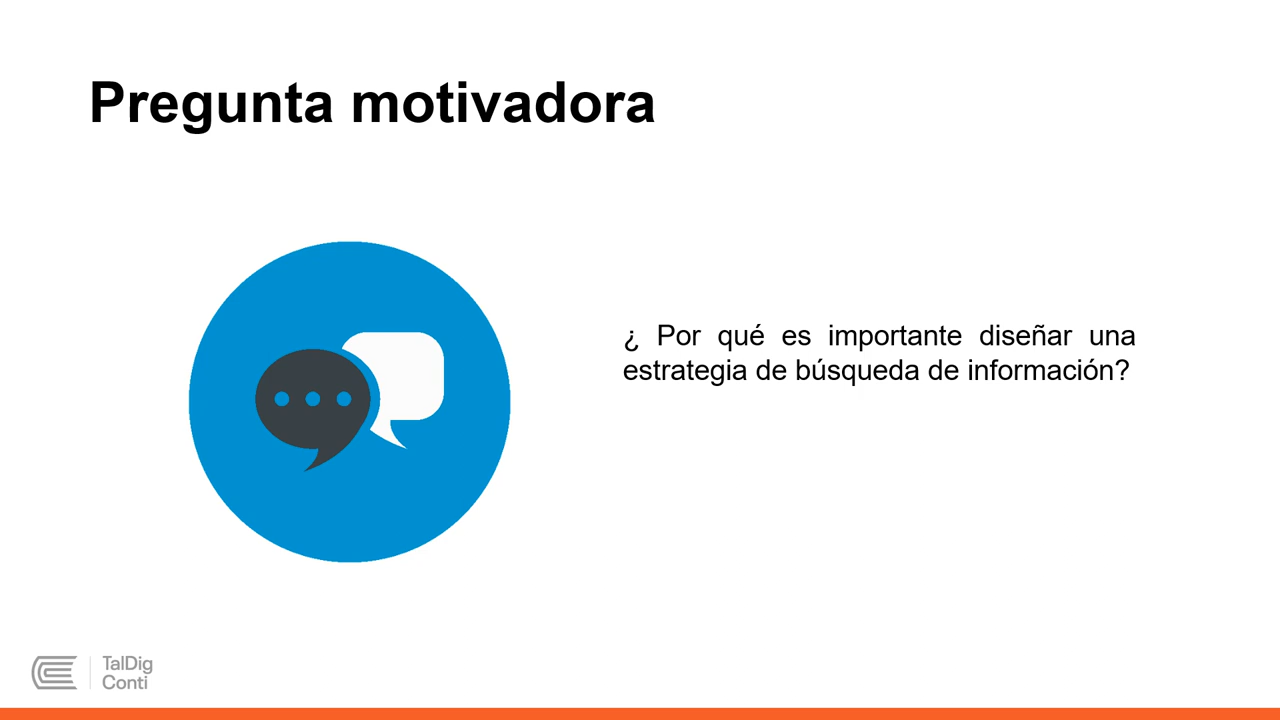 Pregunta motivadora
¿ Por qué es importante diseñar una
estrategia de búsqueda de información?
TalDig
Conti